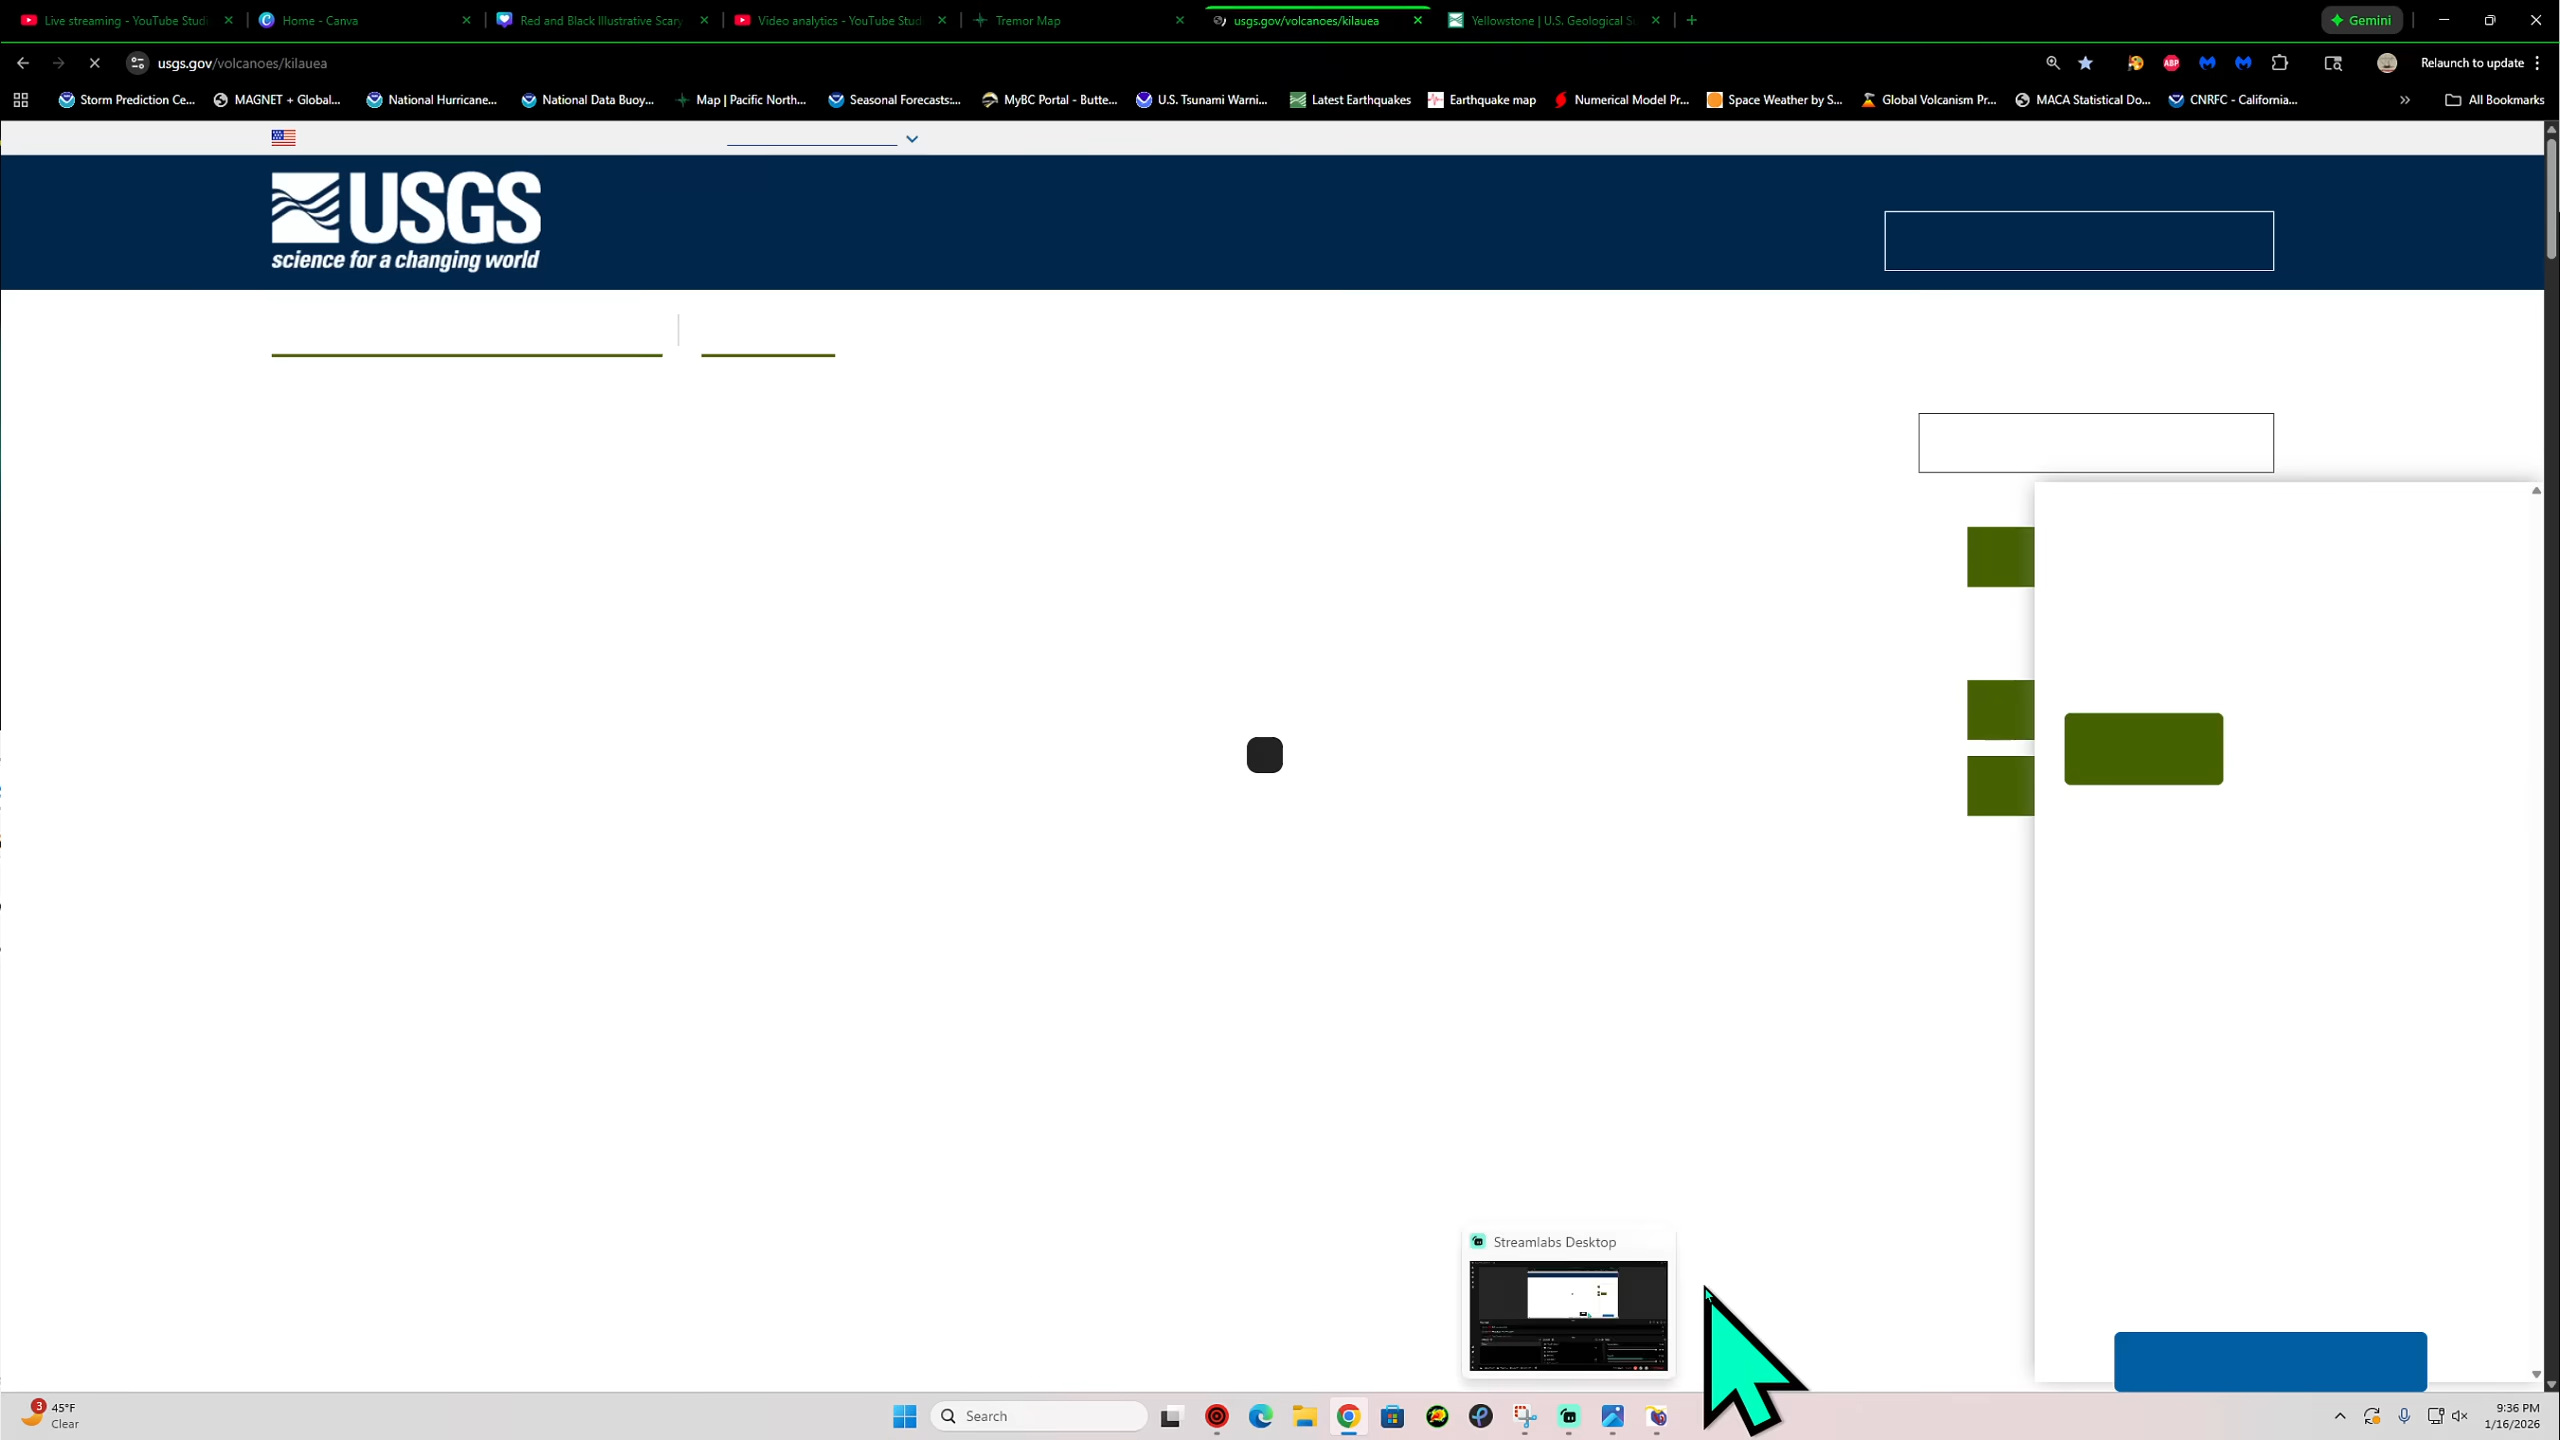 Live streaming - YouTube Studi
Home - Canva
Red and Black Illustrative Scary
Video analytics - YouTube Stud
Tremor Map
usgs.gov/volcanoes/kilauea
Yellowstone | U.S. Geological Su
Gemini
usgs.gov/volcanoes/kilauea
ABP
Relaunch to update
Storm Prediction Ce...
MAGNET + Global...
National Hurricane...
National Data Buoy...
Map | Pacific North...
Seasonal Forecasts:...
MyBC Portal - Butte...
U.S. Tsunami Warni...
Latest Earthquakes
Earthquake map
Numerical Model Pr...
Space Weather by S...
Global Volcanism Pr...
MACA Statistical Do...
CNRFC - California...
All Bookmarks
USGS
science for a changing world
Streamlabs Desktop
3
45°F
Clear
Search
9:36 PM
1/16/2026